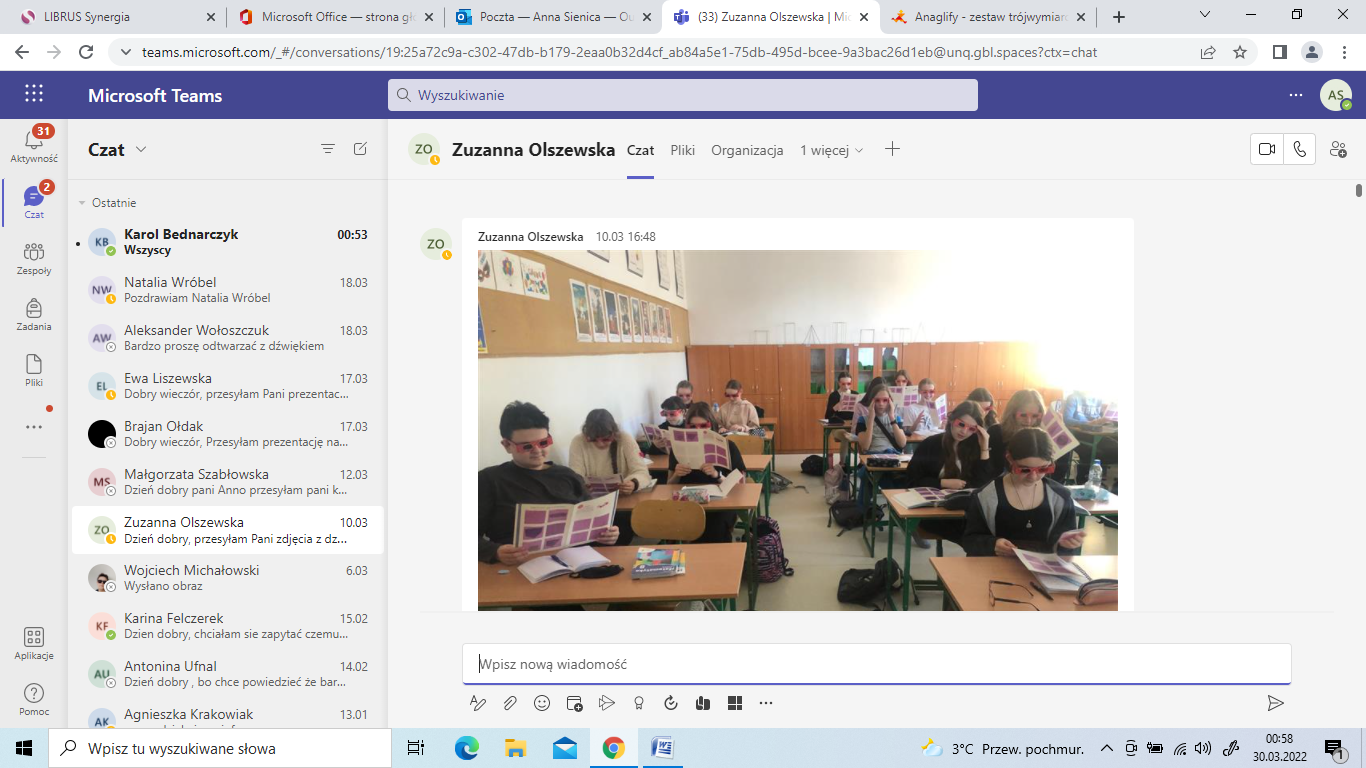 LIBRUS Synergia
Microsoft Office — strona głó
Poczta — Anna Sienica — Ou
(33) Zuzanna Olszewska | Mic
Anaglify - zestaw trójwymiaro
teams.microsoft.com/_#/conversations/19:25a72c9a-c302-47db-b179-2eaa0b32d4cf_ab84a5e1-75db-495d-bcee-9a3bac26d1eb@unq.gbl.spaces?ctx=chat
Microsoft Teams
Wyszukiwanie
AS
31
Aktywność
2
Czat
Zespoły
Zadania
Pliki
Aplikacje
Pomoc
Czat
Ostatnie
KB
Karol Bednarczyk 00:53
Wszyscy
NW
Natalia Wróbel 18.03
Pozdrawiam Natalia Wróbel
AW
Aleksander Wołoszczuk 18.03
Bardzo proszę odtwarzać z dźwiękiem
EL
Ewa Liszewska 17.03
Dobry wieczór, przesyłam Pani prezentac...
Brajan Ołdak 17.03
Dobry wieczór, Przesyłam prezentację na...
MS
Małgorzata Szabłowska 12.03
Dzień dobry pani Anno przesyłam pani k...
ZO
Zuzanna Olszewska 10.03
Dzień dobry, przesyłam Pani zdjęcia z dz...
Wojciech Michałowski 6.03
Wysłano obraz
KF
Karina Felczerek 15.02
Dzien dobry, chciałam sie zapytać czemu...
AU
Antonina Ufnal 14.02
Dzień dobry , bo chce powiedzieć że bar...
AK
Agnieszka Krakowiak 13.01
ZO
Zuzanna Olszewska
Czat
Pliki
Organizacja
1 więcej
ZO
Zuzanna Olszewska 10.03 16:48
Wpisz nową wiadomość
Wpisz tu wyszukiwane słowa
3°C Przew. pochmur.
00:58
30.03.2022
1